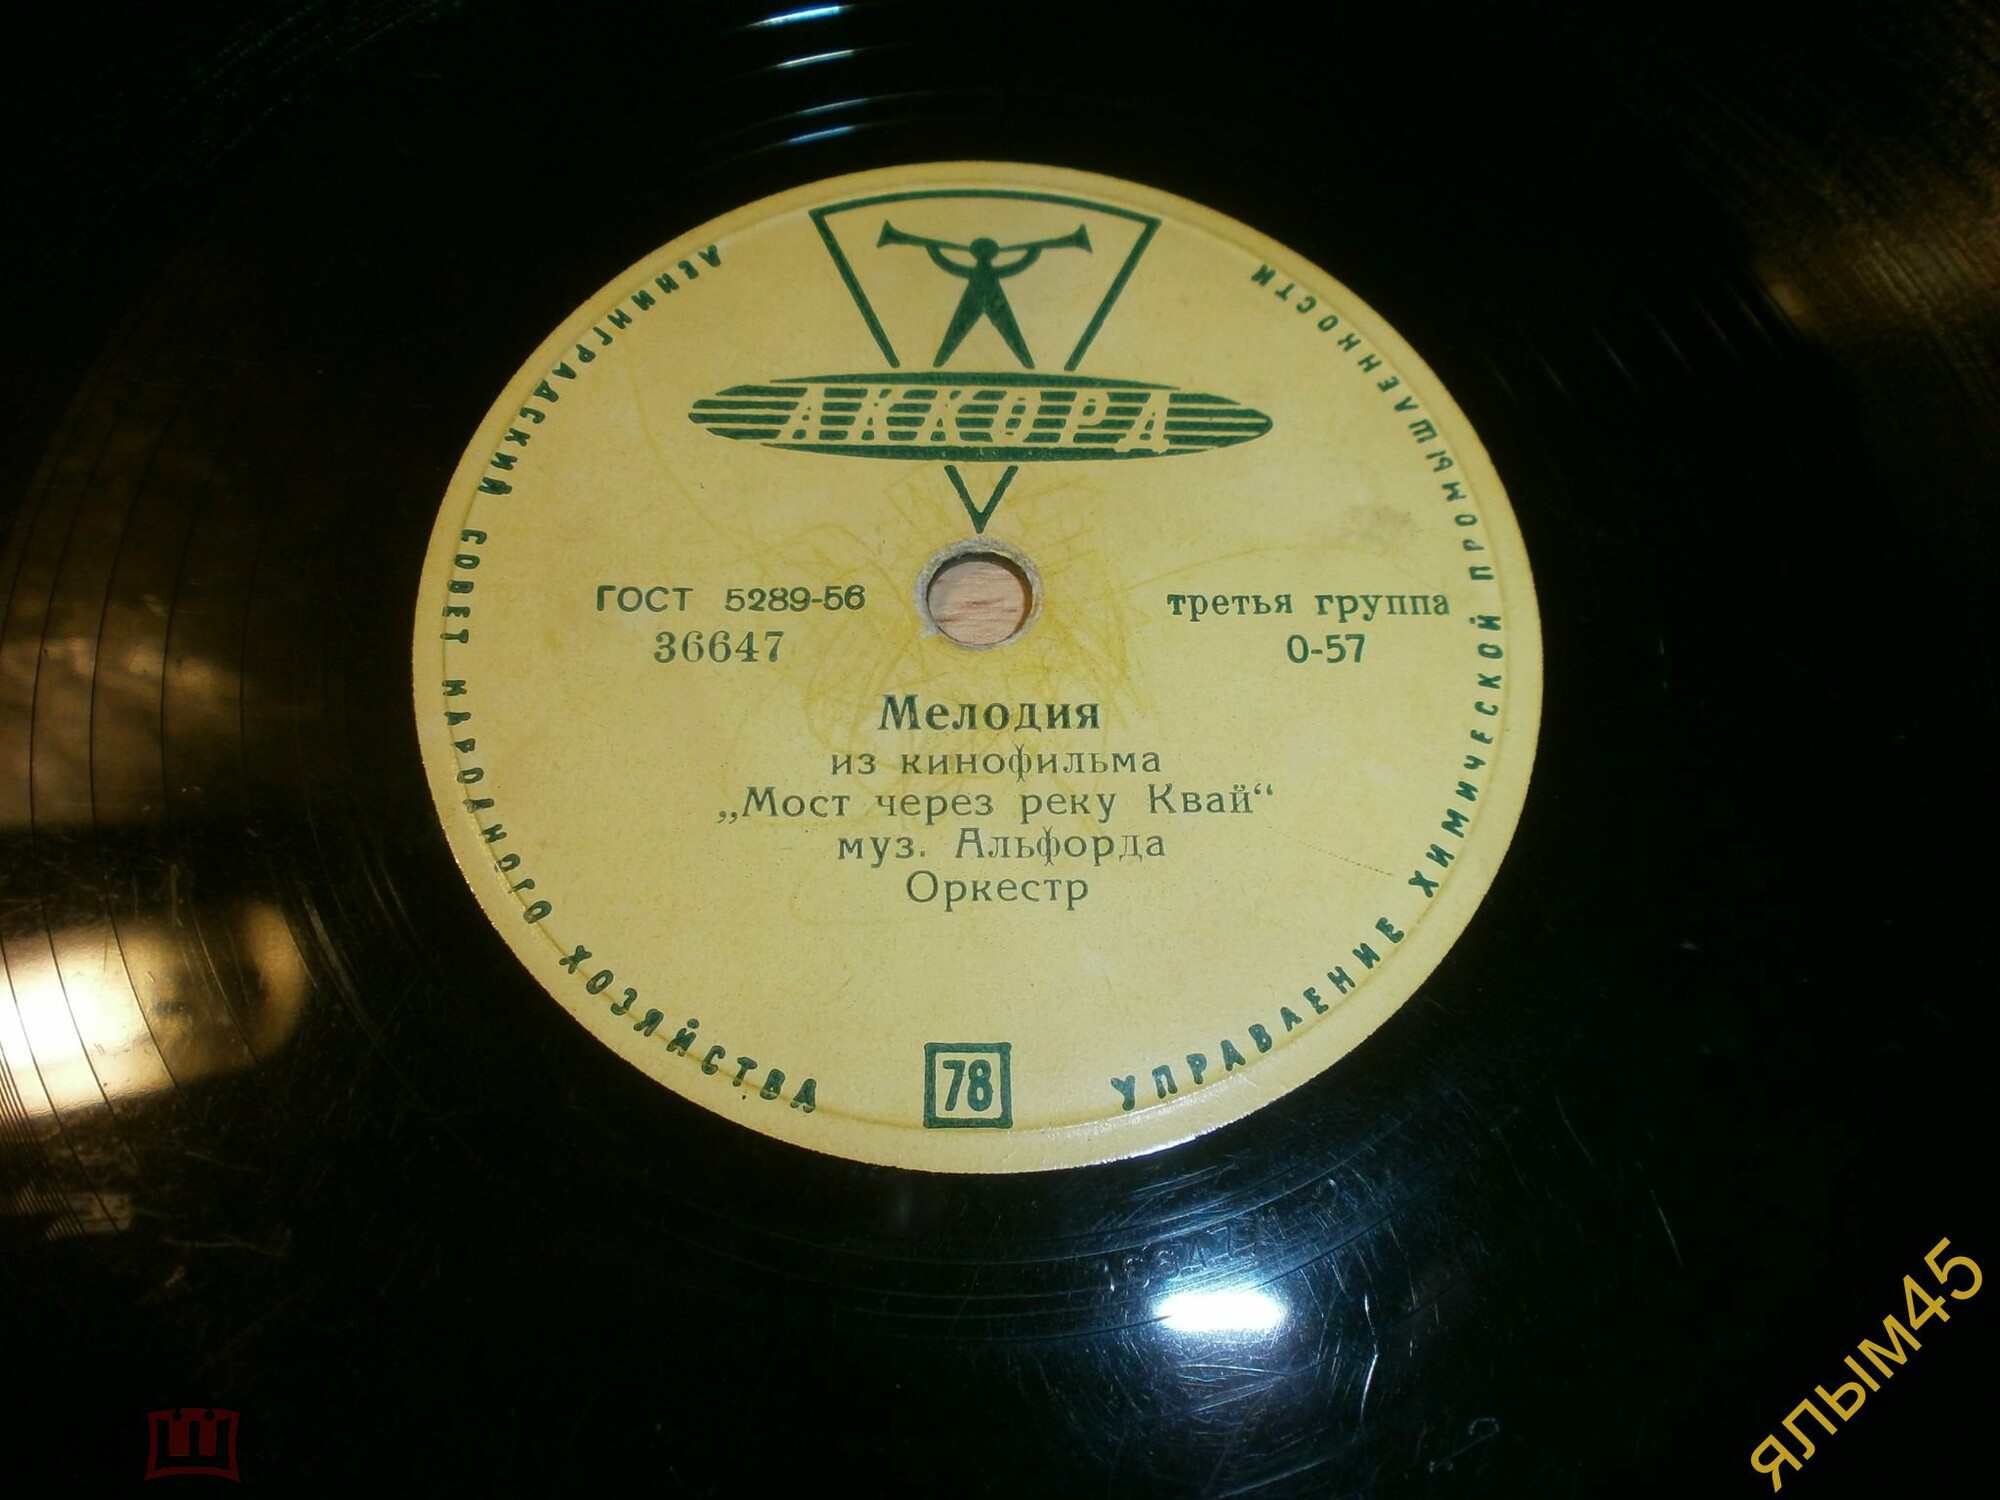 АККОРД
ЛЕНИНГРАДСКИЙ СОВЕТ НАРОДНОГО ХОЗЯЙСТВА
УПРАВЛЕНИЕ ХИМИЧЕСКОЙ ПРОМЫШЛЕННОСТИ
ГОСТ 5289-56
36647
третья группа
0-57
Мелодия
из кинофильма
„Мост через реку Квай“
муз. Альфорда
Оркестр
78
ялым45